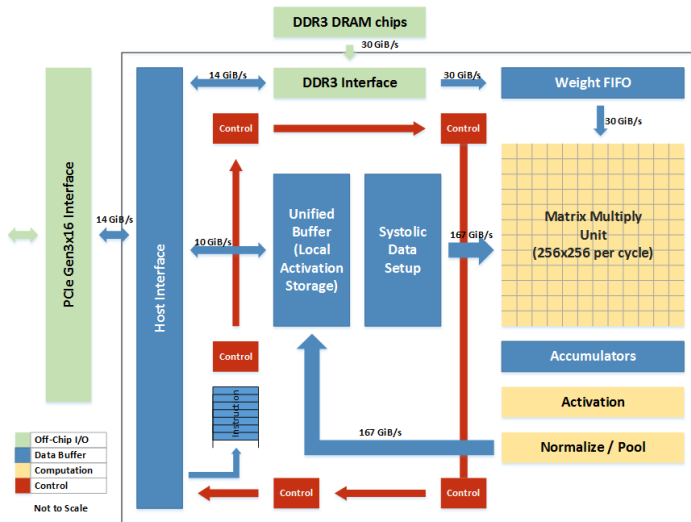 DDR3 DRAM chips
30 GiB/s
14 GiB/s
DDR3 Interface
30 GiB/s
Weight FIFO
30 GiB/s
Control
Control
PCIe Gen3x16 Interface
14 GiB/s
Host Interface
10 GiB/s
Unified
Buffer
(Local
Activation
Storage)
Systolic
Data
Setup
167 GiB/s
Matrix Multiply
Unit
(256x256 per cycle)
Control
Accumulators
Instruction
Activation
167 GiB/s
Normalize / Pool
Control
Control
Off-Chip I/O
Data Buffer
Computation
Control
Not to Scale